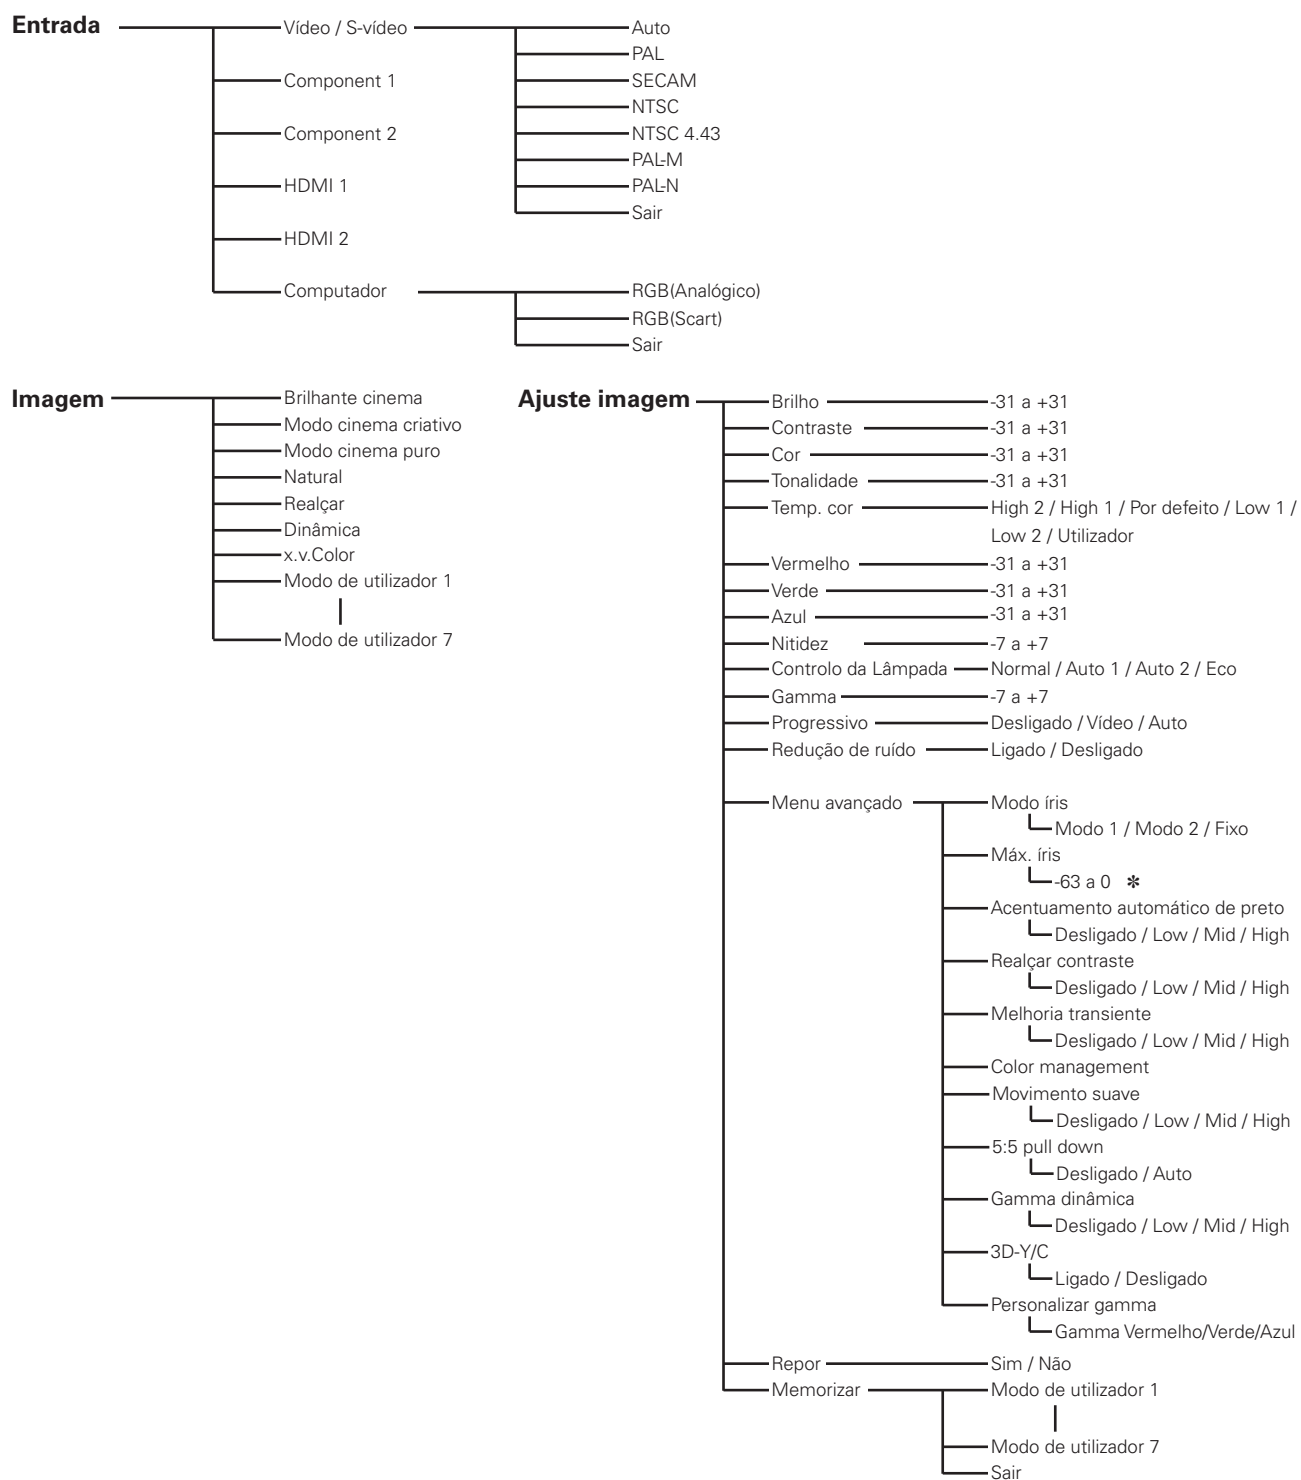 Entrada
Vídeo / S-vídeo
Auto
PAL
Component 1
SECAM
NTSC
Component 2
NTSC 4.43
PAL-M
HDMI 1
PAL-N
Sair
HDMI 2
Computador
RGB(Analógico)
RGB(Scart)
Sair
Imagem
Brilhante cinema
Modo cinema criativo
Modo cinema puro
Natural
Realçar
Dinâmica
x.v.Color
Modo de utilizador 1
Modo de utilizador 7
Ajuste imagem
Brilho -31 a +31
Contraste -31 a +31
Cor -31 a +31
Tonalidade -31 a +31
Temp. cor High 2 / High 1 / Por defeito / Low 1 /
Low 2 / Utilizador
Vermelho -31 a +31
Verde -31 a +31
Azul -31 a +31
Nitidez -7 a +7
Controlo da Lâmpada Normal / Auto 1 / Auto 2 / Eco
Gamma -7 a +7
Progressivo Desligado / Vídeo / Auto
Redução de ruído Ligado / Desligado
Menu avançado Modo íris
Modo 1 / Modo 2 / Fixo
Máx. íris
-63 a 0 ✻
Acentuamento automático de preto
Desligado / Low / Mid / High
Realçar contraste
Desligado / Low / Mid / High
Melhoria transiente
Desligado / Low / Mid / High
Color management
Movimento suave
Desligado / Low / Mid / High
5:5 pull down
Desligado / Auto
Gamma dinâmica
Desligado / Low / Mid / High
3D-Y/C
Ligado / Desligado
Personalizar gamma
Gamma Vermelho/Verde/Azul
Repor Sim / Não
Memorizar Modo de utilizador 1
Modo de utilizador 7
Sair